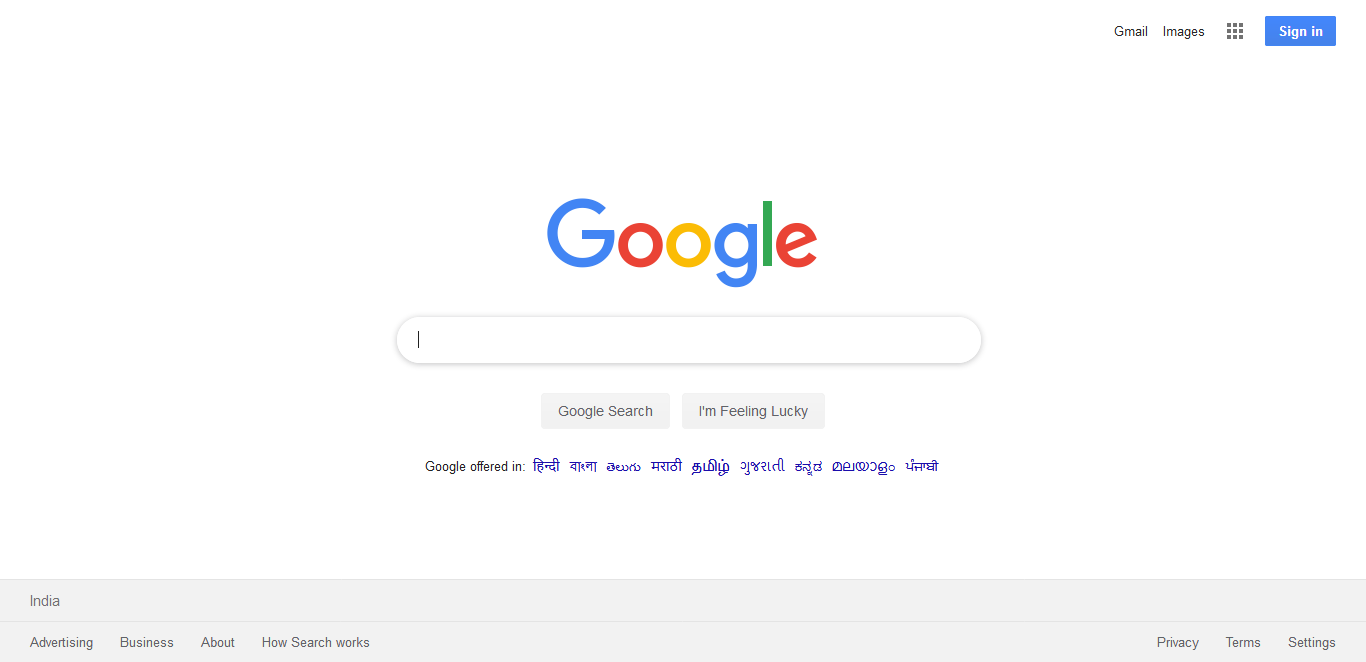 Gmail Images Sign in
Google
Google Search I'm Feeling Lucky
Google offered in: हिन्दी বাংলা తెలుగు मराठी தமிழ் ગુજરાતી ಕನ್ನಡ മലയാളം ਪੰਜਾਬੀ
India
Advertising Business About How Search works Privacy Terms Settings